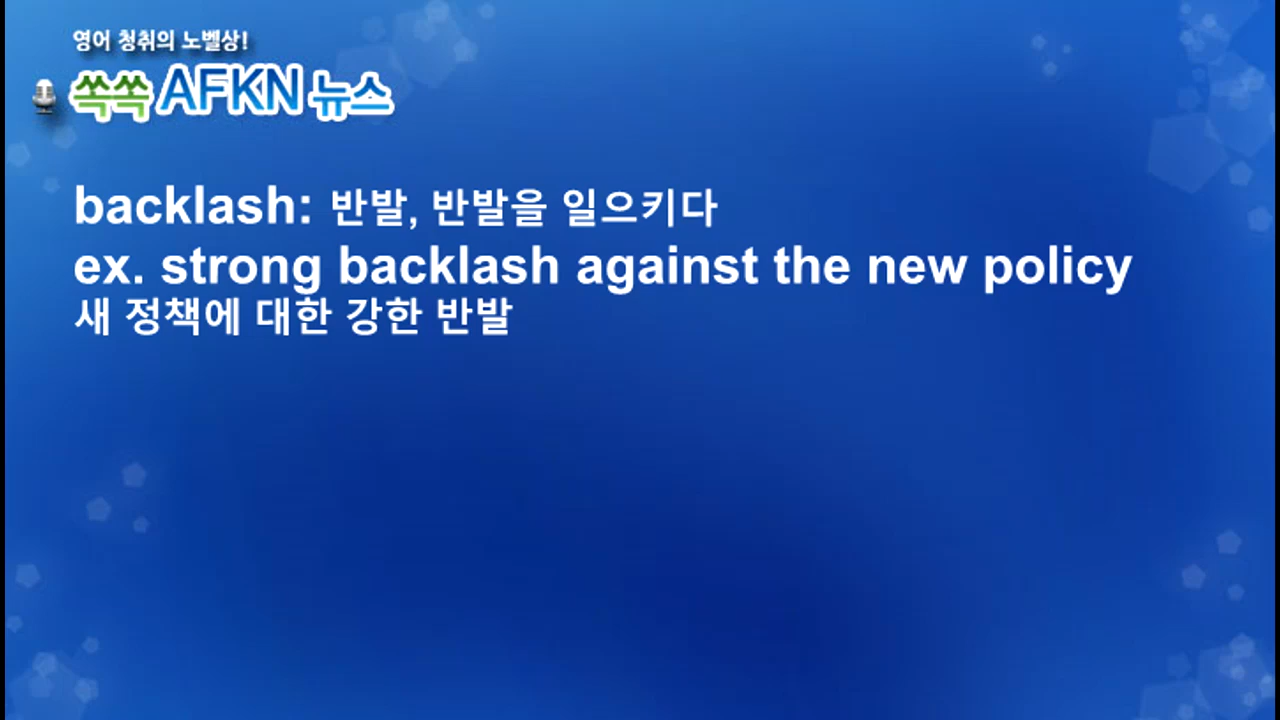 영어 청취의 노벨상!
쏙쏙 AFKN 뉴스
backlash: 반발, 반발을 일으키다
ex. strong backlash against the new policy
새 정책에 대한 강한 반발